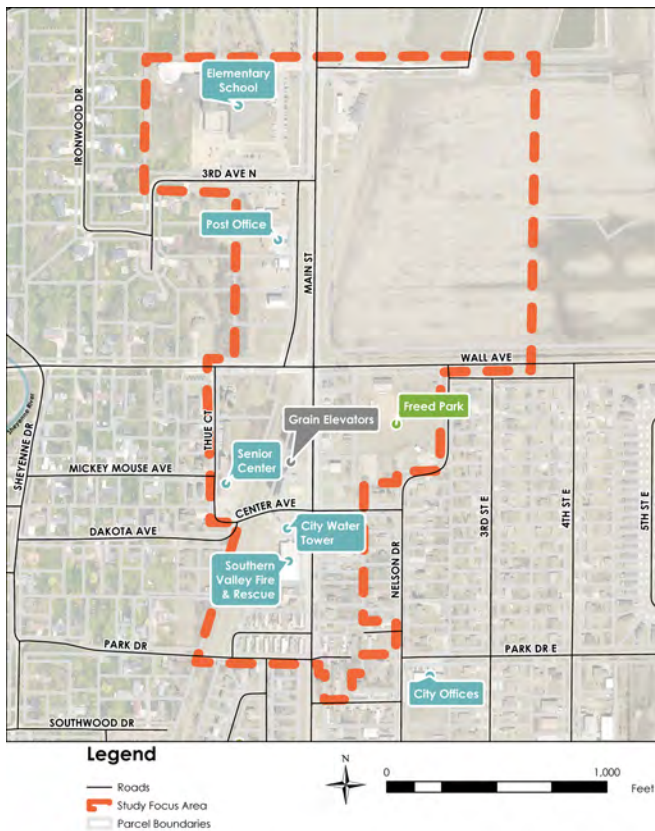 Elementary
School
IRONWOOD DR
3RD AVE N
Post Office
MAIN ST
WALL AVE
Sheyenne River
SHEYENNE DR
THUE CT
Freed Park
Grain Elevators
Senior
Center
MICKEY MOUSE AVE
CENTER AVE
City Water
Tower
DAKOTA AVE
Southern
Valley Fire
& Rescue
NELSON DR
3RD ST E
4TH ST E
5TH ST E
PARK DR
PARK DR E
City Offices
SOUTHWOOD DR
Legend
Roads
Study Focus Area
Parcel Boundaries
N
0
1,000
Feet